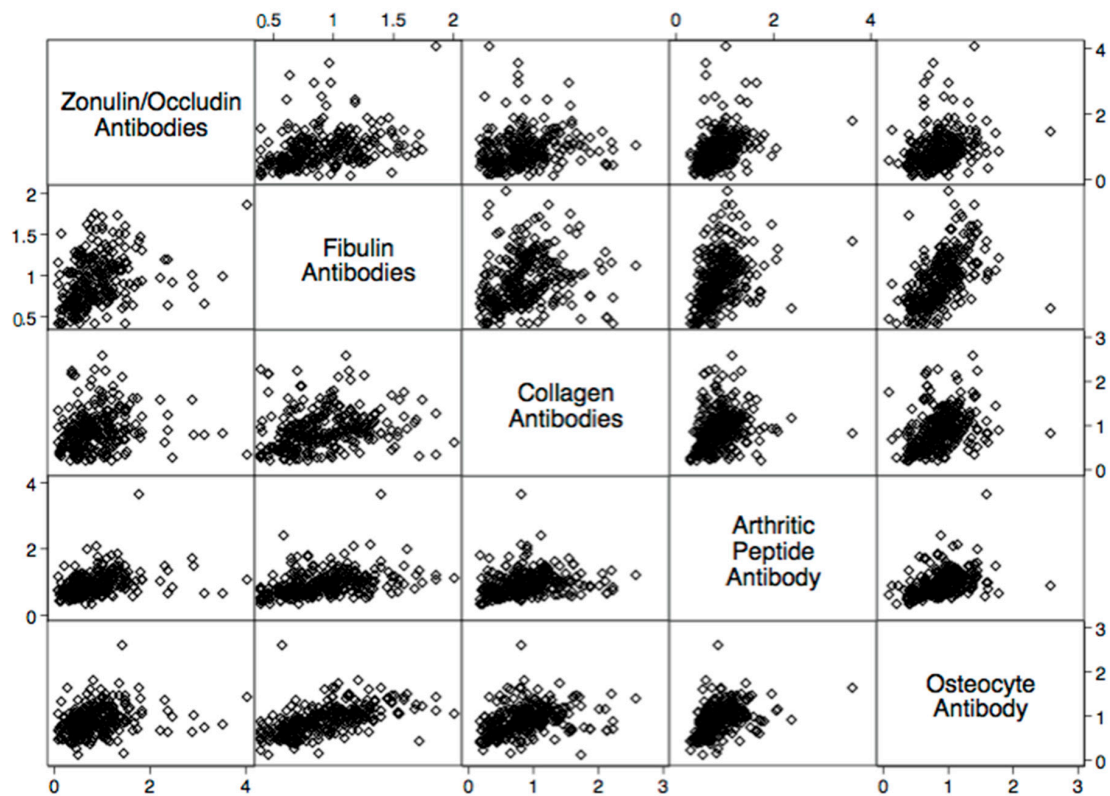 0.5 1 1.5 2 0 2 4
Zonulin/Occludin
Antibodies
4
2
0
2
1.5
1
0.5
Fibulin
Antibodies
Collagen
Antibodies
3
2
1
0
4
2
0
Arthritic
Peptide
Antibody
Osteocyte
Antibody
3
2
1
0
0 2 4 0 1 2 3 0 1 2 3